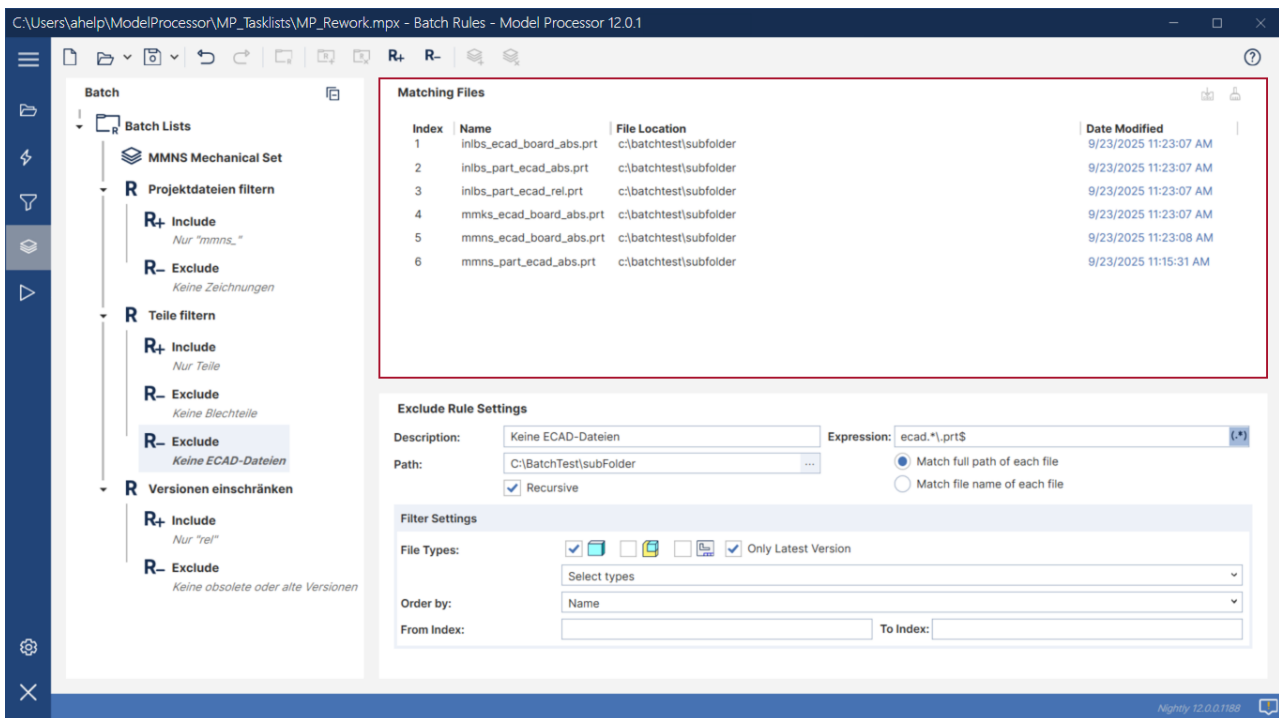 C:\Users\ahelp\ModelProcessor\MP_Tasklists\MP_Rework.mpx - Batch Rules - Model Processor 12.0.1
R+ R-
Batch
Batch Lists
MMNS Mechanical Set
R Projektdateien filtern
R+ Include
Nur "mmns_"
R- Exclude
Keine Zeichnungen
R Teile filtern
R+ Include
Nur Teile
R- Exclude
Keine Blechteile
R- Exclude
Keine ECAD-Dateien
R Versionen einschränken
R+ Include
Nur "rel"
R- Exclude
Keine obsolete oder alte Versionen
Matching Files
Index Name File Location Date Modified
1 inlbs_ecad_board_abs.prt c:\batchtest\subfolder 9/23/2025 11:23:07 AM
2 inlbs_part_ecad_abs.prt c:\batchtest\subfolder 9/23/2025 11:23:07 AM
3 inlbs_part_ecad_rel.prt c:\batchtest\subfolder 9/23/2025 11:23:07 AM
4 mmks_ecad_board_abs.prt c:\batchtest\subfolder 9/23/2025 11:23:07 AM
5 mmns_ecad_board_abs.prt c:\batchtest\subfolder 9/23/2025 11:23:08 AM
6 mmns_part_ecad_abs.prt c:\batchtest\subfolder 9/23/2025 11:15:31 AM
Exclude Rule Settings
Description: Keine ECAD-Dateien Expression: ecad.*\.prt$ (.*)
Path: C:\BatchTest\subFolder ... Match full path of each file
Recursive Match file name of each file
Filter Settings
File Types: Only Latest Version
Select types
Order by: Name
From Index: To Index:
Nightly 12.0.0.1188